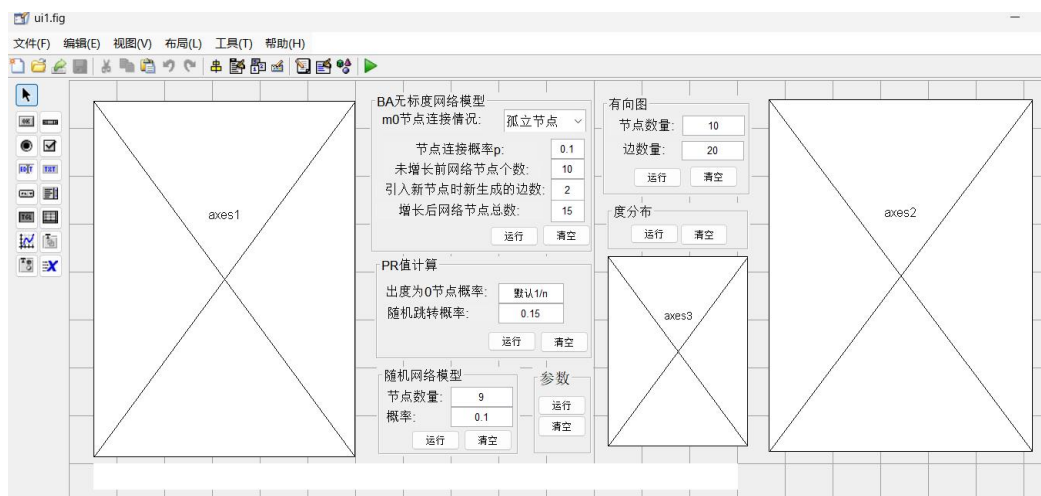 ui1.fig
文件(F) 编辑(E) 视图(V) 布局(L) 工具(T) 帮助(H)
OK
EDIT TXT
TGL
axes1
BA无标度网络模型
m0节点连接情况: 孤立节点
节点连接概率p: 0.1
未增长前网络节点个数: 10
引入新节点时新生成的边数: 2
增长后网络节点总数: 15
运行 清空
PR值计算
出度为0节点概率: 默认1/n
随机跳转概率: 0.15
运行 清空
随机网络模型
节点数量: 9
概率: 0.1
运行 清空
参数
运行
清空
有向图
节点数量: 10
边数量: 20
运行 清空
度分布
运行 清空
axes3
axes2